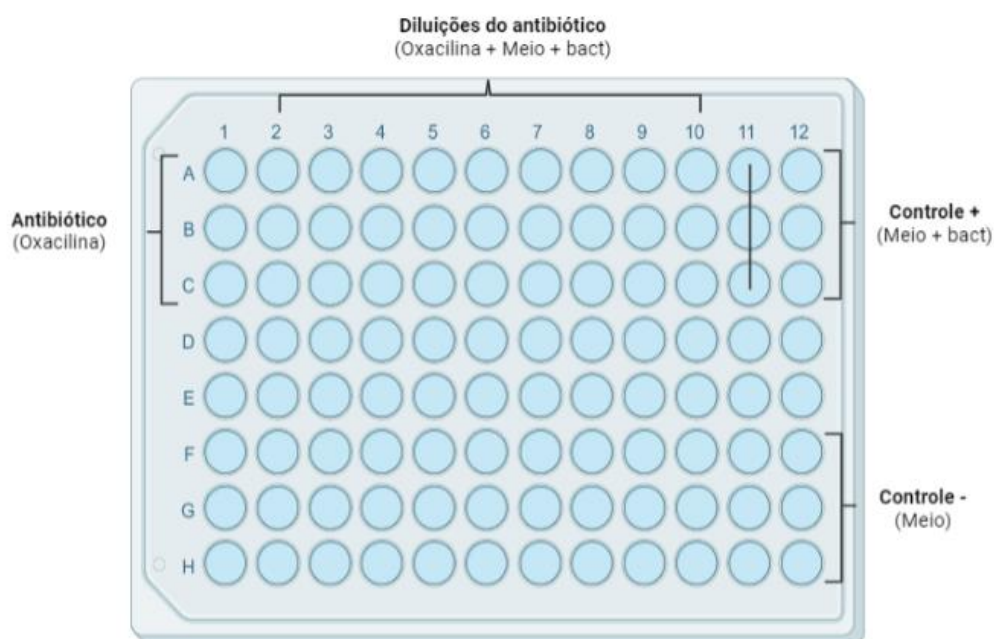 Diluições do antibiótico
(Oxacilina + Meio + bact)
1 2 3 4 5 6 7 8 9 10 11 12
A
B
C
D
E
F
G
H
Antibiótico
(Oxacilina)
Controle +
(Meio + bact)
Controle -
(Meio)